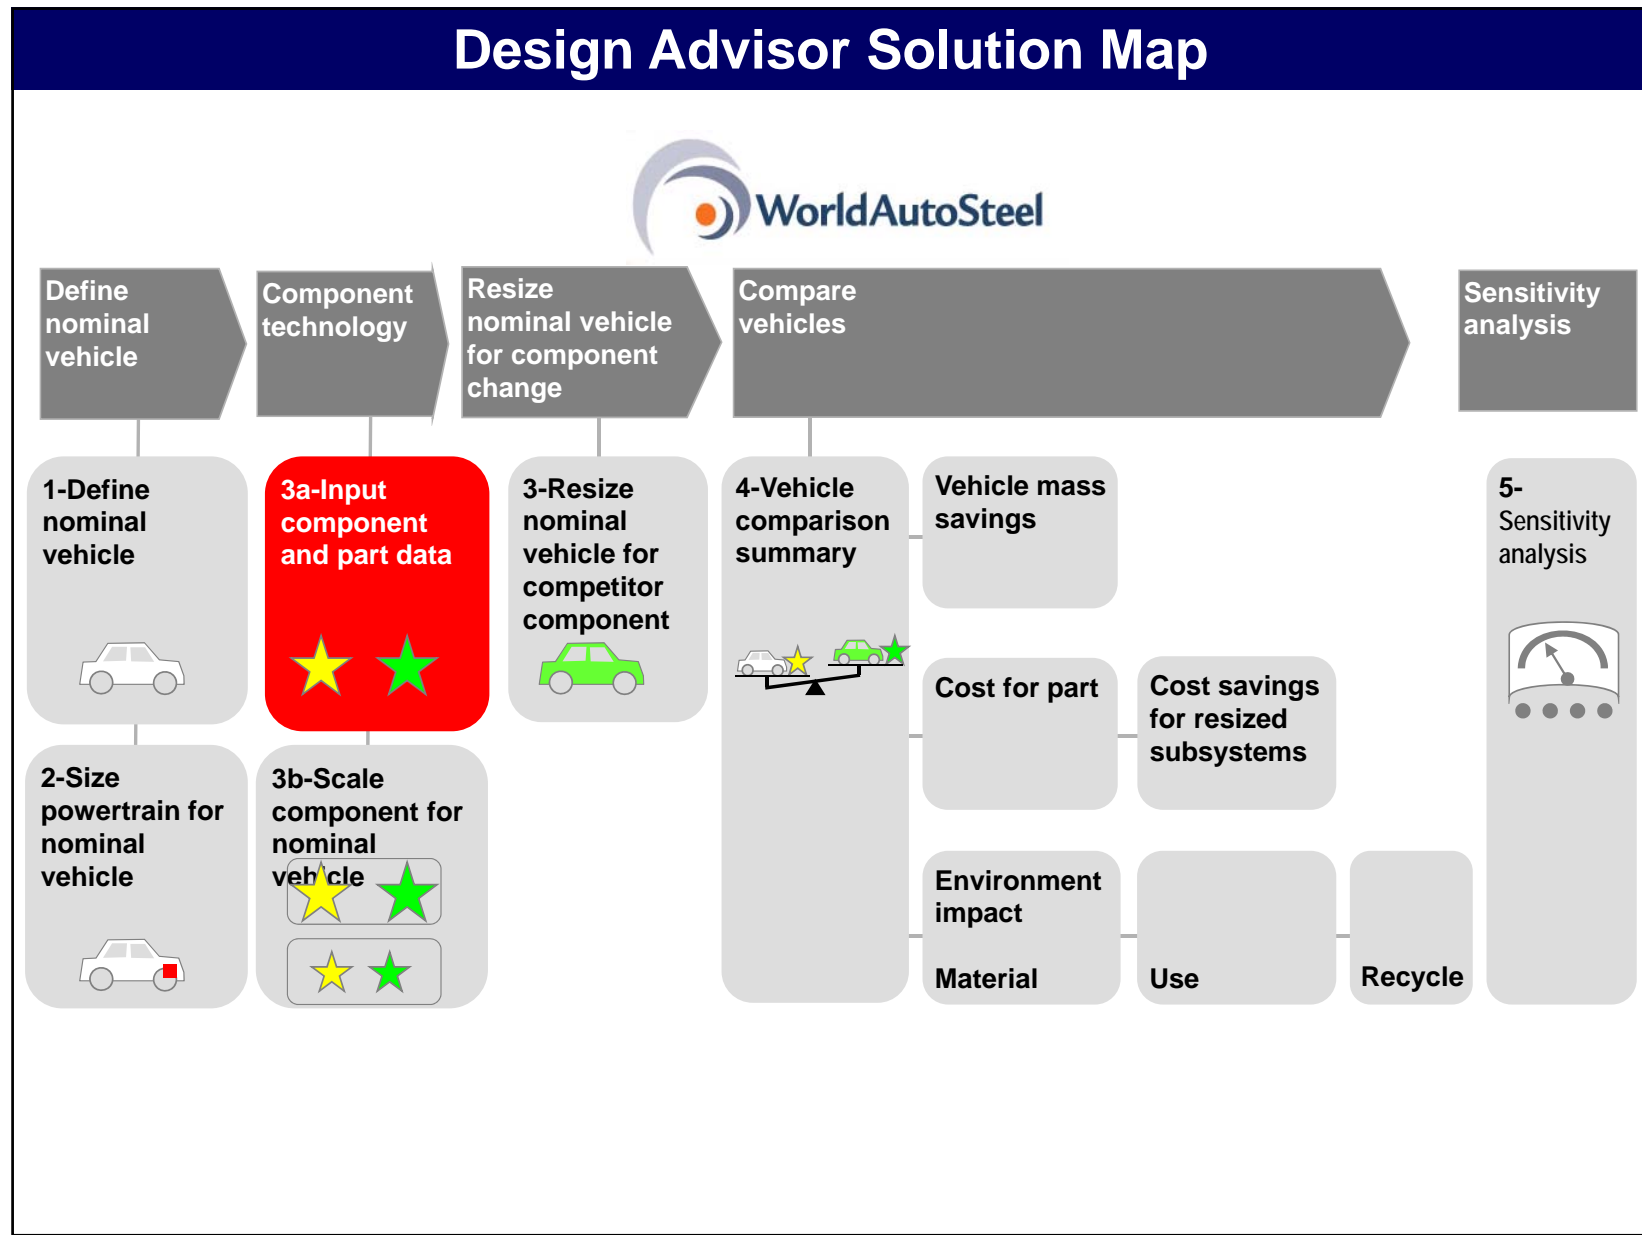 Design Advisor Solution Map
WorldAutoSteel
Define
nominal
vehicle
Component
technology
Resize
nominal vehicle
for component
change
Compare
vehicles
Sensitivity
analysis
1-Define
nominal
vehicle
3a-Input
component
and part data
3-Resize
nominal
vehicle for
competitor
component
4-Vehicle
comparison
summary
Vehicle mass
savings
5-
Sensitivity
analysis
Cost for part
Cost savings
for resized
subsystems
2-Size
powertrain for
nominal
vehicle
3b-Scale
component for
nominal
vehicle
Environment
impact
Material
Use
Recycle